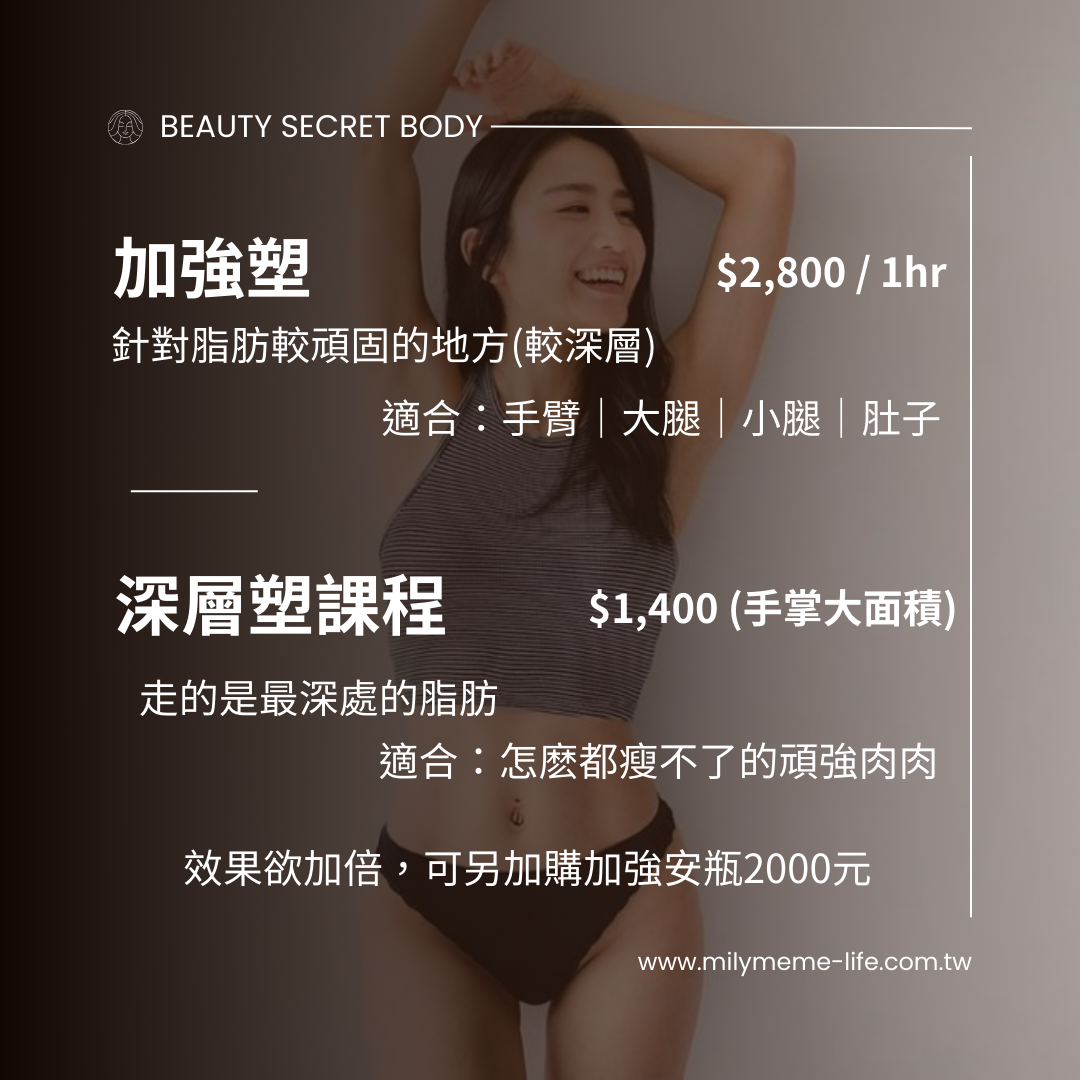 BEAUTY SECRET BODY
加強塑
$2,800 / 1hr
針對脂肪較頑固的地方(較深層)
適合：手臂｜大腿｜小腿｜肚子
深層塑課程
$1,400 (手掌大面積)
走的是最深處的脂肪
適合：怎麽都瘦不了的頑強肉肉
效果欲加倍，可另加購加強安瓶2000元
www.milymeme-life.com.tw